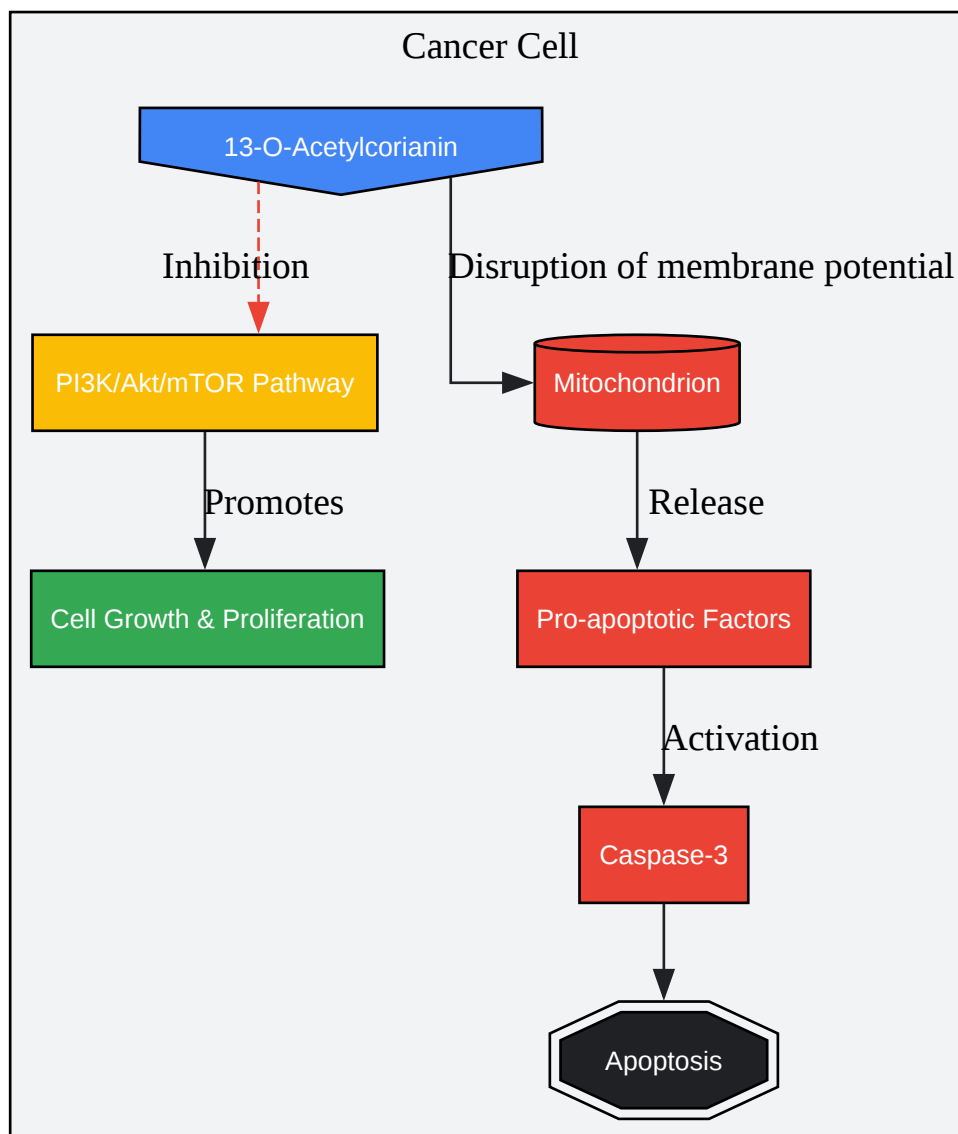 Cancer Cell
13-O-Acetylcorianin
Inhibition
Disruption of membrane potential
PI3K/Akt/mTOR Pathway
Mitochondrion
Promotes
Release
Cell Growth & Proliferation
Pro-apoptotic Factors
Activation
Caspase-3
Apoptosis